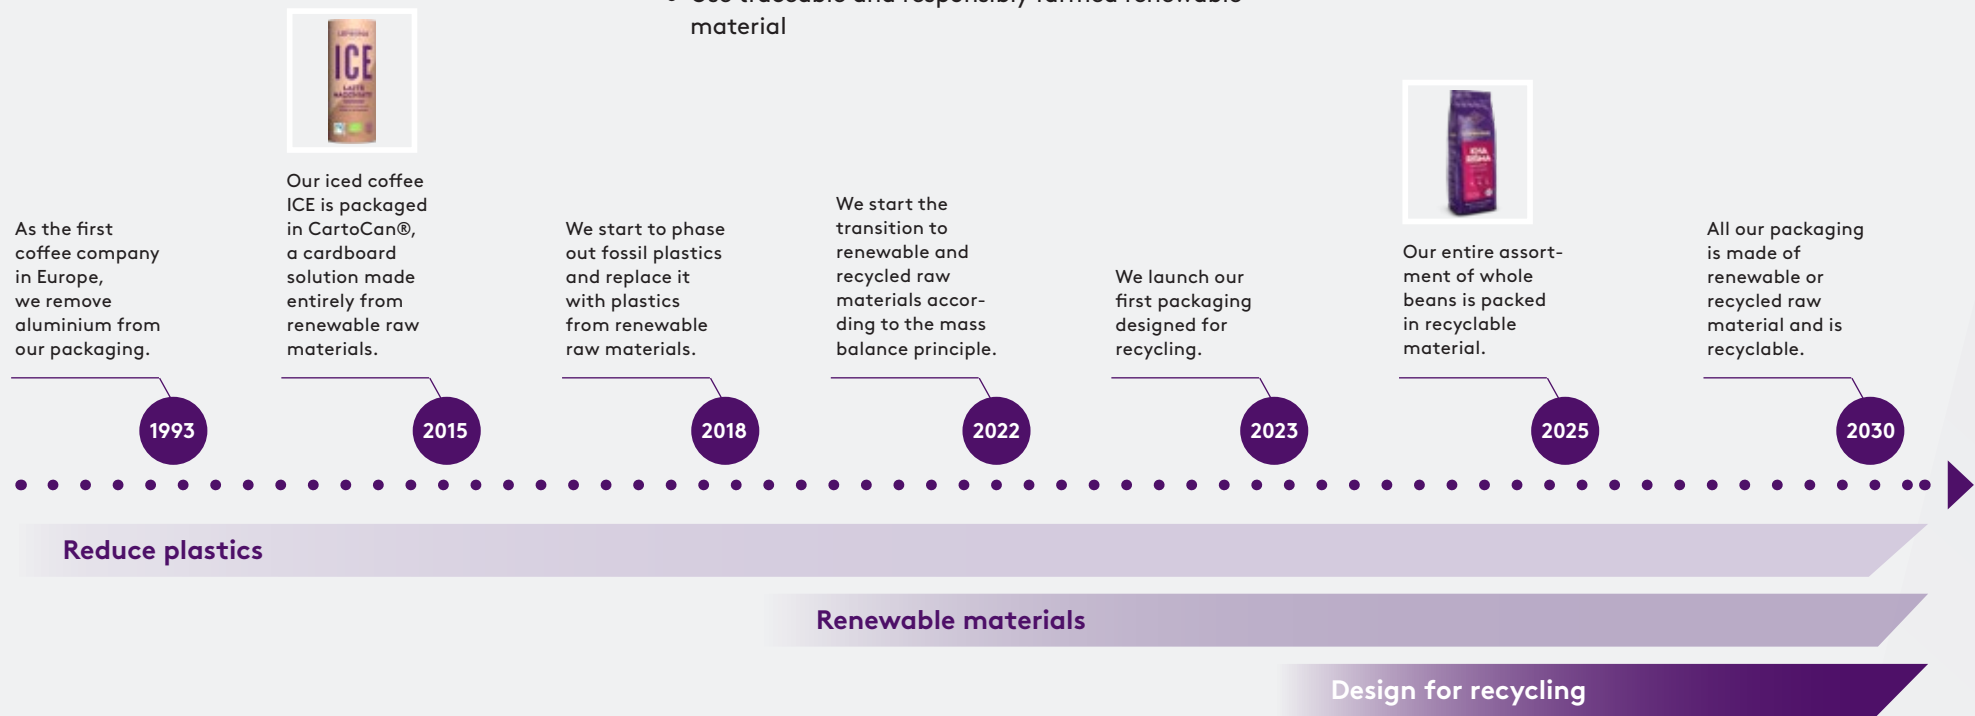 material
ICE
Our iced coffee
ICE is packaged
in CartoCan®,
a cardboard
solution made
entirely from
renewable raw
materials.
As the first
coffee company
in Europe,
we remove
aluminium from
our packaging.
We start to phase
out fossil plastics
and replace it
with plastics
from renewable
raw materials.
We start the
transition to
renewable and
recycled raw
materials accor-
ding to the mass
balance principle.
We launch our
first packaging
designed for
recycling.
Our entire assort-
ment of whole
beans is packed
in recyclable
material.
All our packaging
is made of
renewable or
recycled raw
material and is
recyclable.
1993
2015
2018
2022
2023
2025
2030
Reduce plastics
Renewable materials
Design for recycling